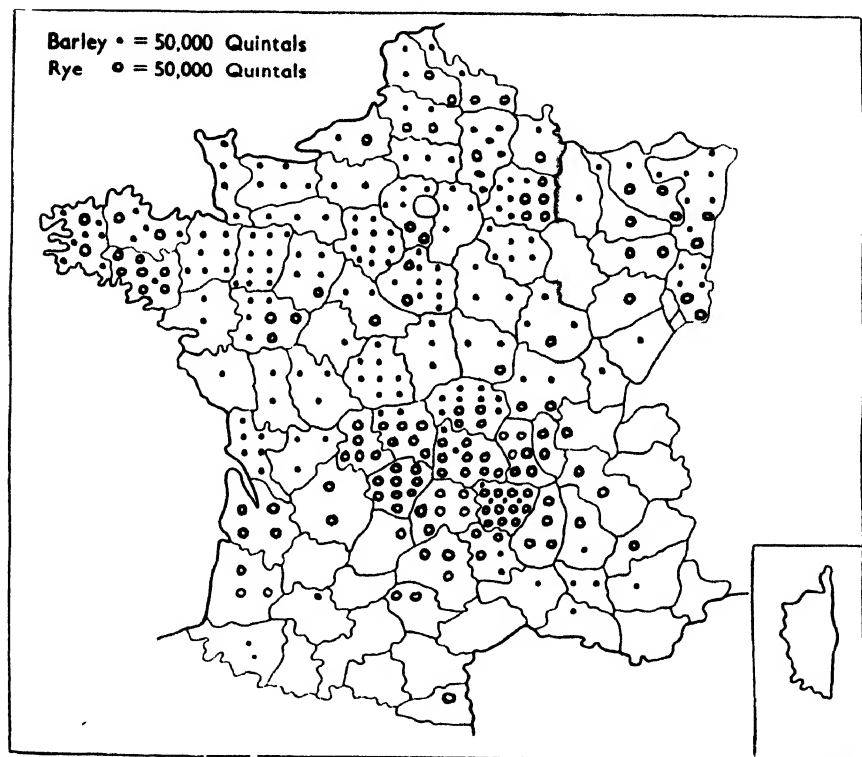 Barley • = 50,000 Quintals
Rye o = 50,000 Quintals